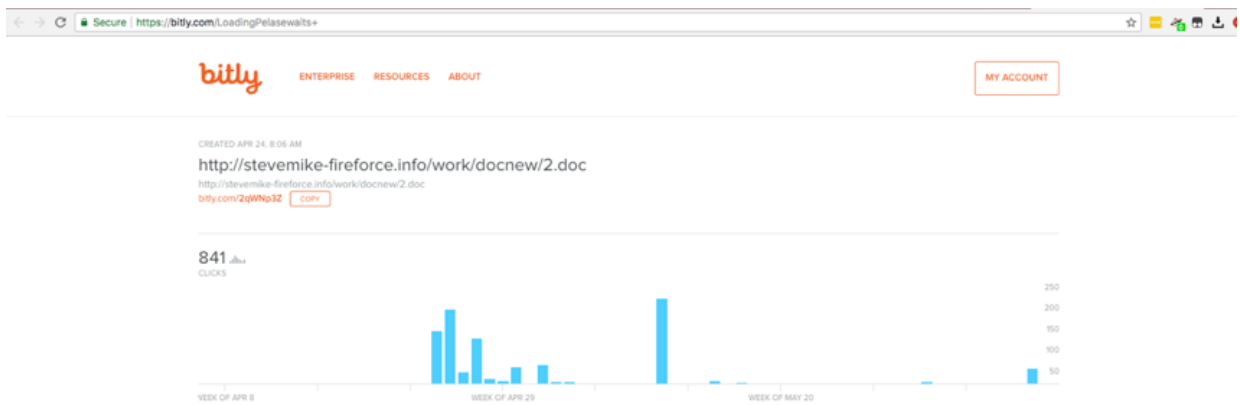 Secure | https://bitly.com/LoadingPelasewaits+
bitly ENTERPRISE RESOURCES ABOUT MY ACCOUNT
CREATED APR 24, 8:06 AM
http://stevemike-fireforce.info/work/docnew/2.doc
http://stevemike-fireforce.info/work/docnew/2.doc
bitly.com/2qWNp3Z COPY
841
CLICKS
250
200
150
100
50
WEEK OF APR 8 WEEK OF APR 29 WEEK OF MAY 20